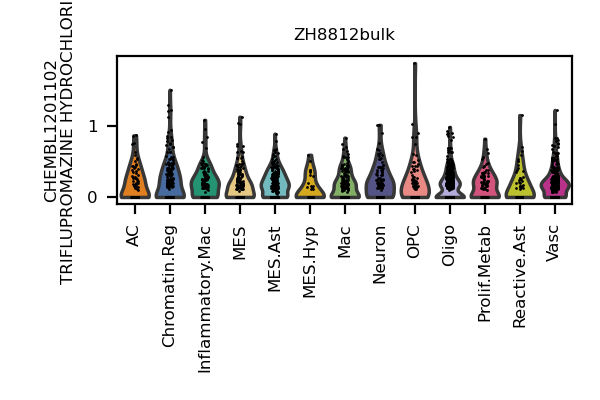 ZH8812bulk
CHEMBL1201102
TRIFLUPROMAZINE HYDROCHLORI
1
0
AC
Chromatin.Reg
Inflammatory.Mac
MES
MES.Ast
MES.Hyp
Mac
Neuron
OPC
Oligo
Prolif.Metab
Reactive.Ast
Vasc